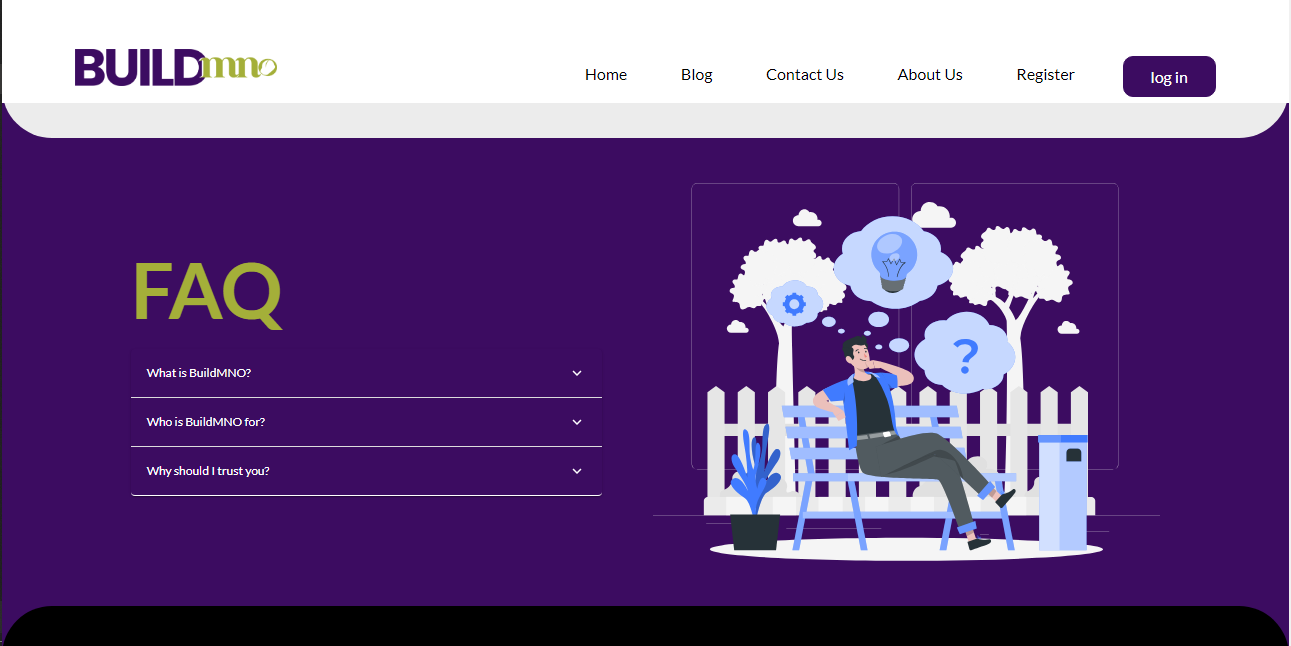 BUILDmno
Home Blog Contact Us About Us Register log in
FAQ
What is BuildMNO?
Who is BuildMNO for?
Why should I trust you?
?